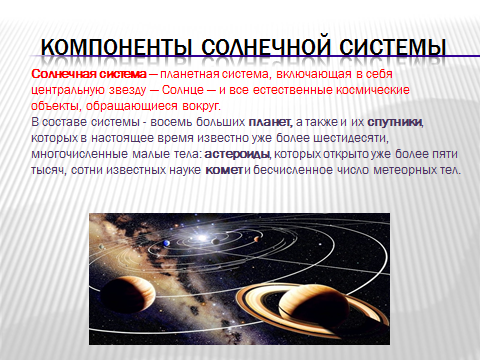 КОМПОНЕНТЫ СОЛНЕЧНОЙ СИСТЕМЫ
Солнечная система – планетная система, включающая в себя
центральную звезду – Солнце – и все естественные космические
объекты, обращающиеся вокруг.
В составе системы - восемь больших планет, а также и их спутники,
которых в настоящее время известно уже более шестидесяти,
многочисленные малые тела: астероиды, которых открыто уже более пяти
тысяч, сотни известных науке комет и бесчисленное число метеорных тел.